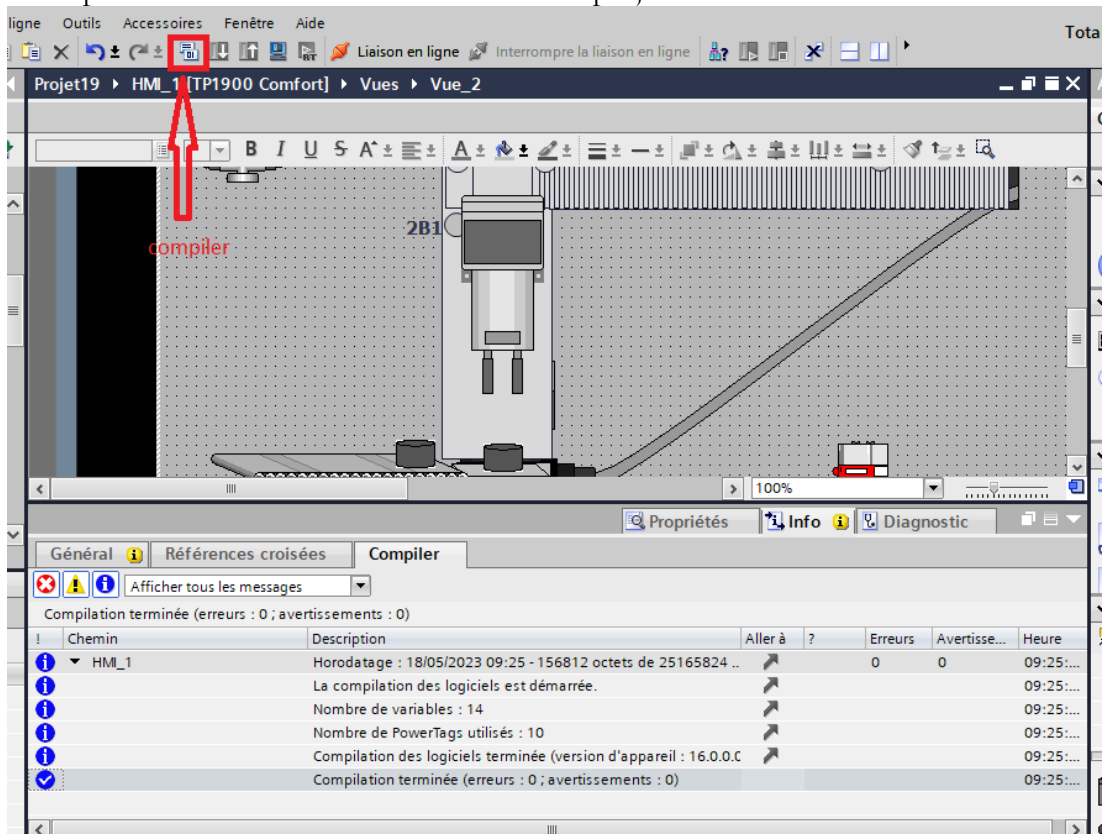 ligne Outils Accessoires Fenêtre Aide
Liaison en ligne Interrompre la liaison en ligne
Tota
Projet19 HMI_1 [TP1900 Comfort] Vues Vue_2
B I U S A A
2B1
compiler
100%
Propriétés Info Diagnostic
Général Références croisées Compiler
Afficher tous les messages
Compilation terminée (erreurs : 0 ; avertissements : 0)
! Chemin Description Aller à ? Erreurs Avertisse... Heure
HMI_1 Horodatage : 18/05/2023 09:25 - 156812 octets de 25165824 .. 0 0 09:25:...
La compilation des logiciels est démarrée. 09:25:...
Nombre de variables : 14 09:25:...
Nombre de PowerTags utilisés : 10 09:25:...
Compilation des logiciels terminée (version d'appareil : 16.0.0.0 09:25:...
Compilation terminée (erreurs : 0 ; avertissements : 0) 09:25:...